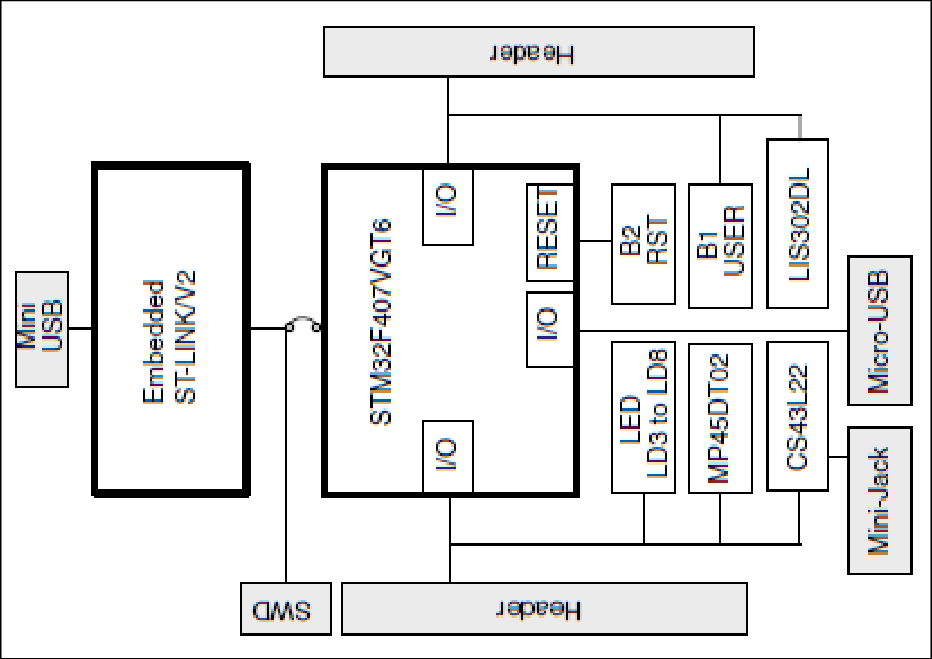 Header
Mini
USB
Embedded
ST-LINK/V2
STM32F407VGT6
I/O
RESET
I/O
I/O
B2
RST
B1
USER
LIS302DL
LED
LD3 to LD8
MP45DT02
CS43L22
Micro-USB
Mini-Jack
SWD
Header